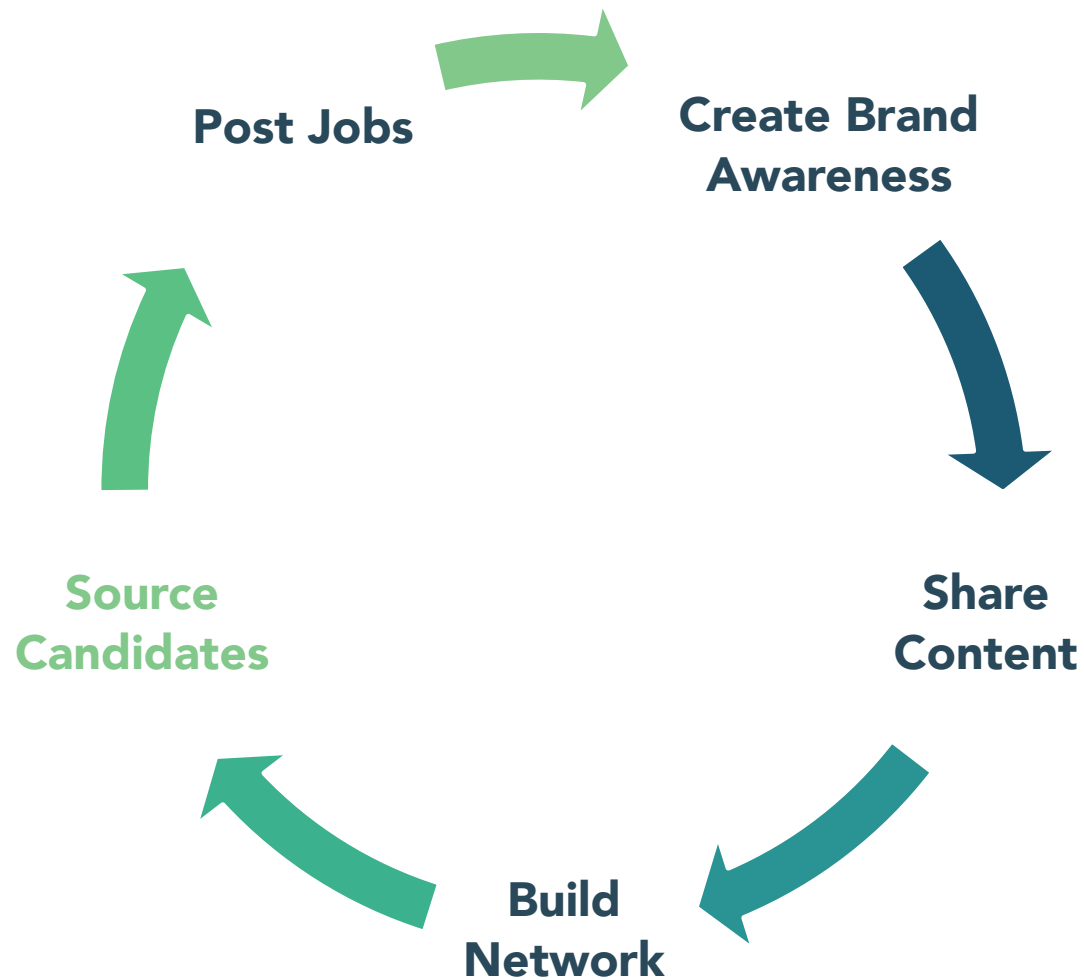 Post Jobs
Create Brand
Awareness
Share
Content
Build
Network
Source
Candidates